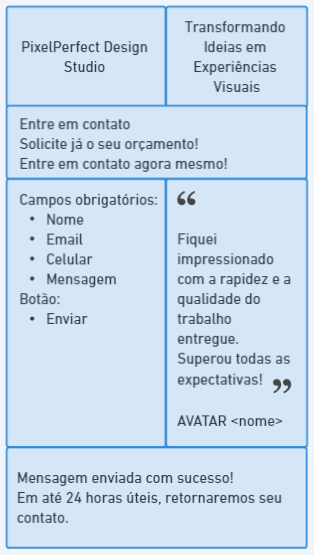 PixelPerfect Design
Studio
Transformando
Ideias em
Experiências
Visuais
Entre em contato
Solicite já o seu orçamento!
Entre em contato agora mesmo!
Campos obrigatórios:
• Nome
• Email
• Celular
• Mensagem
Botão:
• Enviar
“
Fiquei
impressionado
com a rapidez e a
qualidade do
trabalho
entregue.
Superou todas as
expectativas! ”
AVATAR <nome>
Mensagem enviada com sucesso!
Em até 24 horas úteis, retornaremos seu
contato.